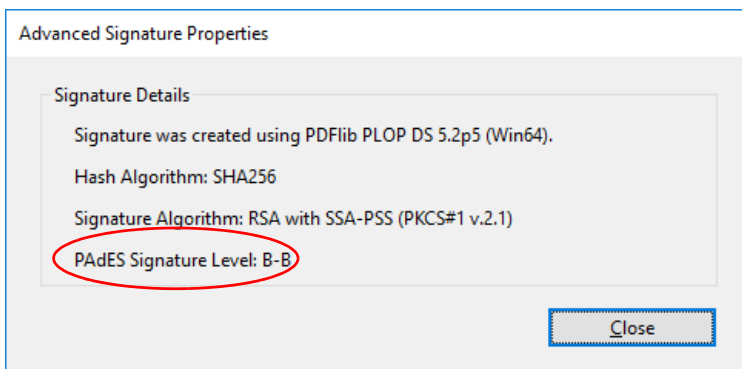 Advanced Signature Properties
Signature Details
Signature was created using PDFlib PLOP DS 5.2p5 (Win64).
Hash Algorithm: SHA256
Signature Algorithm: RSA with SSA-PSS (PKCS#1 v.2.1)
PAdES Signature Level: B-B
Close